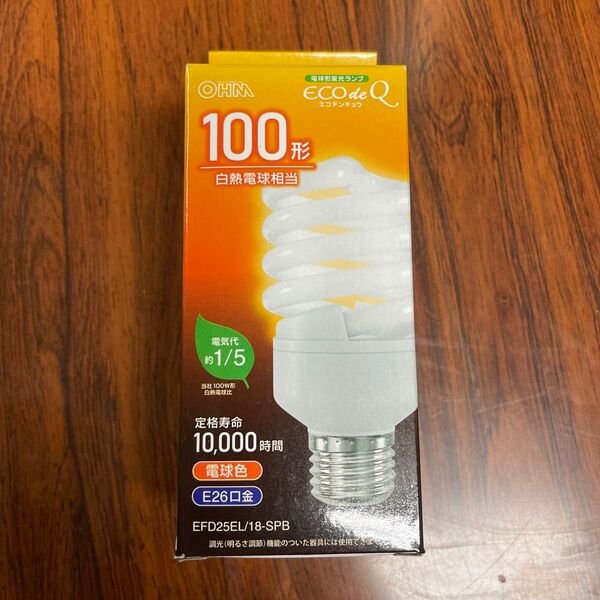 OHM
電球形蛍光ランプ
ECO de Q
エコデンキュウ
100形
白熱電球相当
電気代
約1/5
当社100W形
白熱電球比
定格寿命
10,000時間
電球色
E26口金
EFD25EL/18-SPB
調光(明るさ調節)機能のついた器具には使用できま